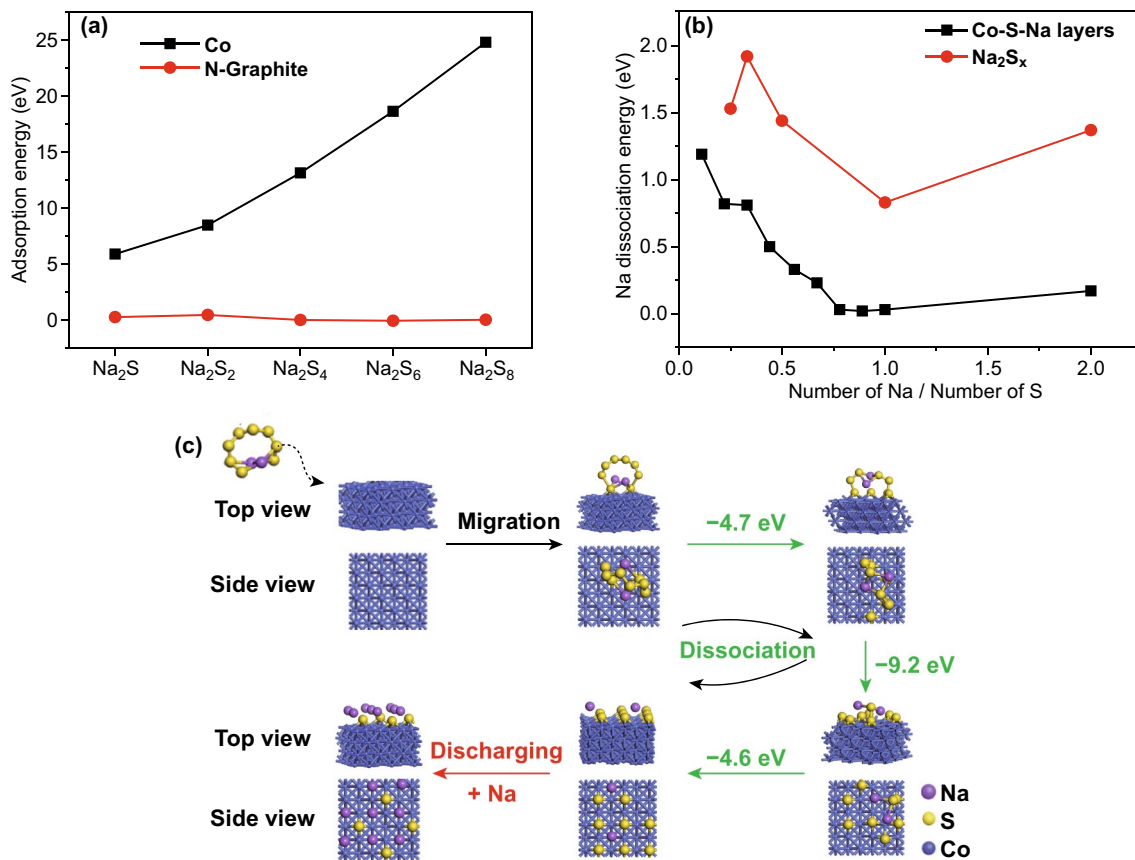 (a)
Co
N-Graphite
Adsorption energy (eV)
25
20
15
10
5
0
Na₂S
Na₂S₂
Na₂S₄
Na₂S₆
Na₂S₈
(b)
Co-S-Na layers
Na₂Sₓ
Na dissociation energy (eV)
2.0
1.5
1.0
0.5
0.0
0.0
0.5
1.0
1.5
2.0
Number of Na / Number of S
(c)
Top view
Migration
−4.7 eV
Side view
Dissociation
−9.2 eV
Top view
Discharging
+ Na
−4.6 eV
Side view
Na
S
Co